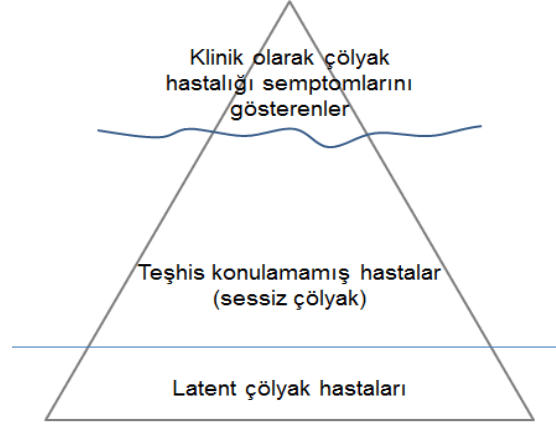 Klinik olarak çölyak
hastalığı semptomlarını
gösterenler
Teşhis konulamamış hastalar
(sessiz çölyak)
Latent çölyak hastaları